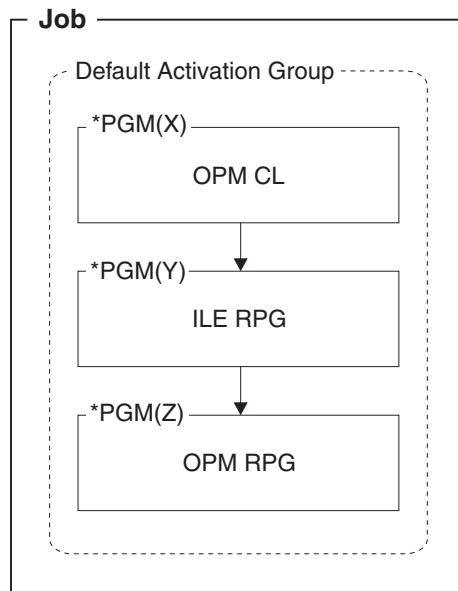 Job
Default Activation Group
*PGM(X)
OPM CL
*PGM(Y)
ILE RPG
*PGM(Z)
OPM RPG